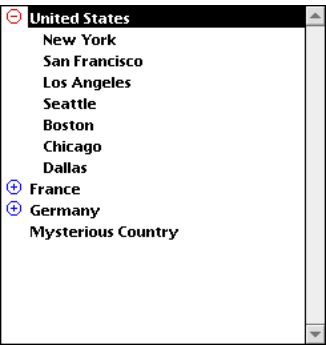 United States
New York
San Francisco
Los Angeles
Seattle
Boston
Chicago
Dallas
France
Germany
Mysterious Country